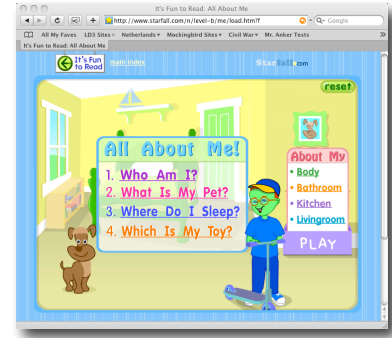 It's Fun to Read: All About Me
http://www.starfall.com/n/level-b/me/load.htm?f
Google
All My Faves LD3 Sites Netherlands Mockingbird Sites Civil War Mr. Anker Tests
It's Fun to Read: All About Me
It's Fun
to Read
main index
Starfall.com
reset
All About Me!
1. Who Am I?
2. What Is My Pet?
3. Where Do I Sleep?
4. Which Is My Toy?
About My
• Body
• Bathroom
• Kitchen
• Livingroom
PLAY